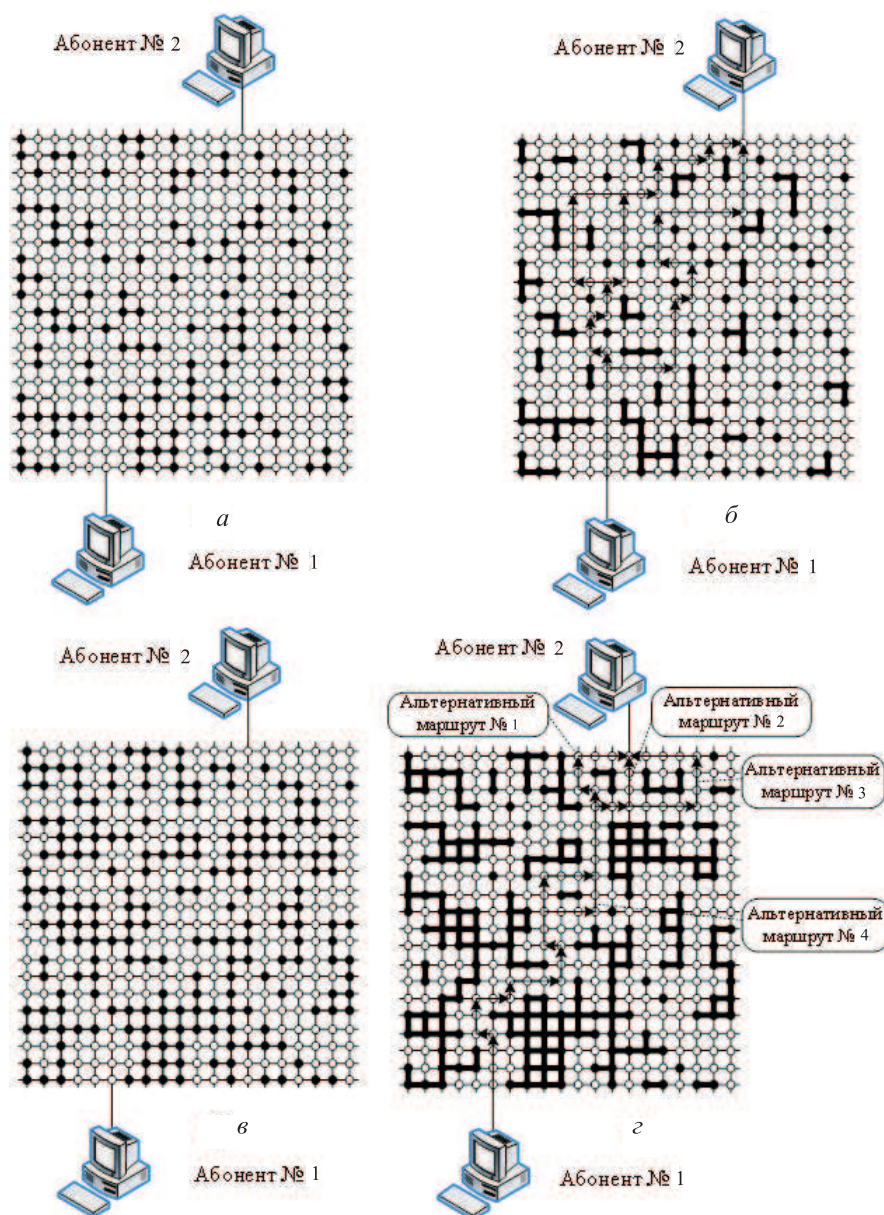 Абонент № 2
Абонент № 2
а
б
Абонент № 1
Абонент № 1
Абонент № 2
Абонент № 2
Альтернативный
маршрут № 1
Альтернативный
маршрут № 2
Альтернативный
маршрут № 3
Альтернативный
маршрут № 4
в
г
Абонент № 1
Абонент № 1